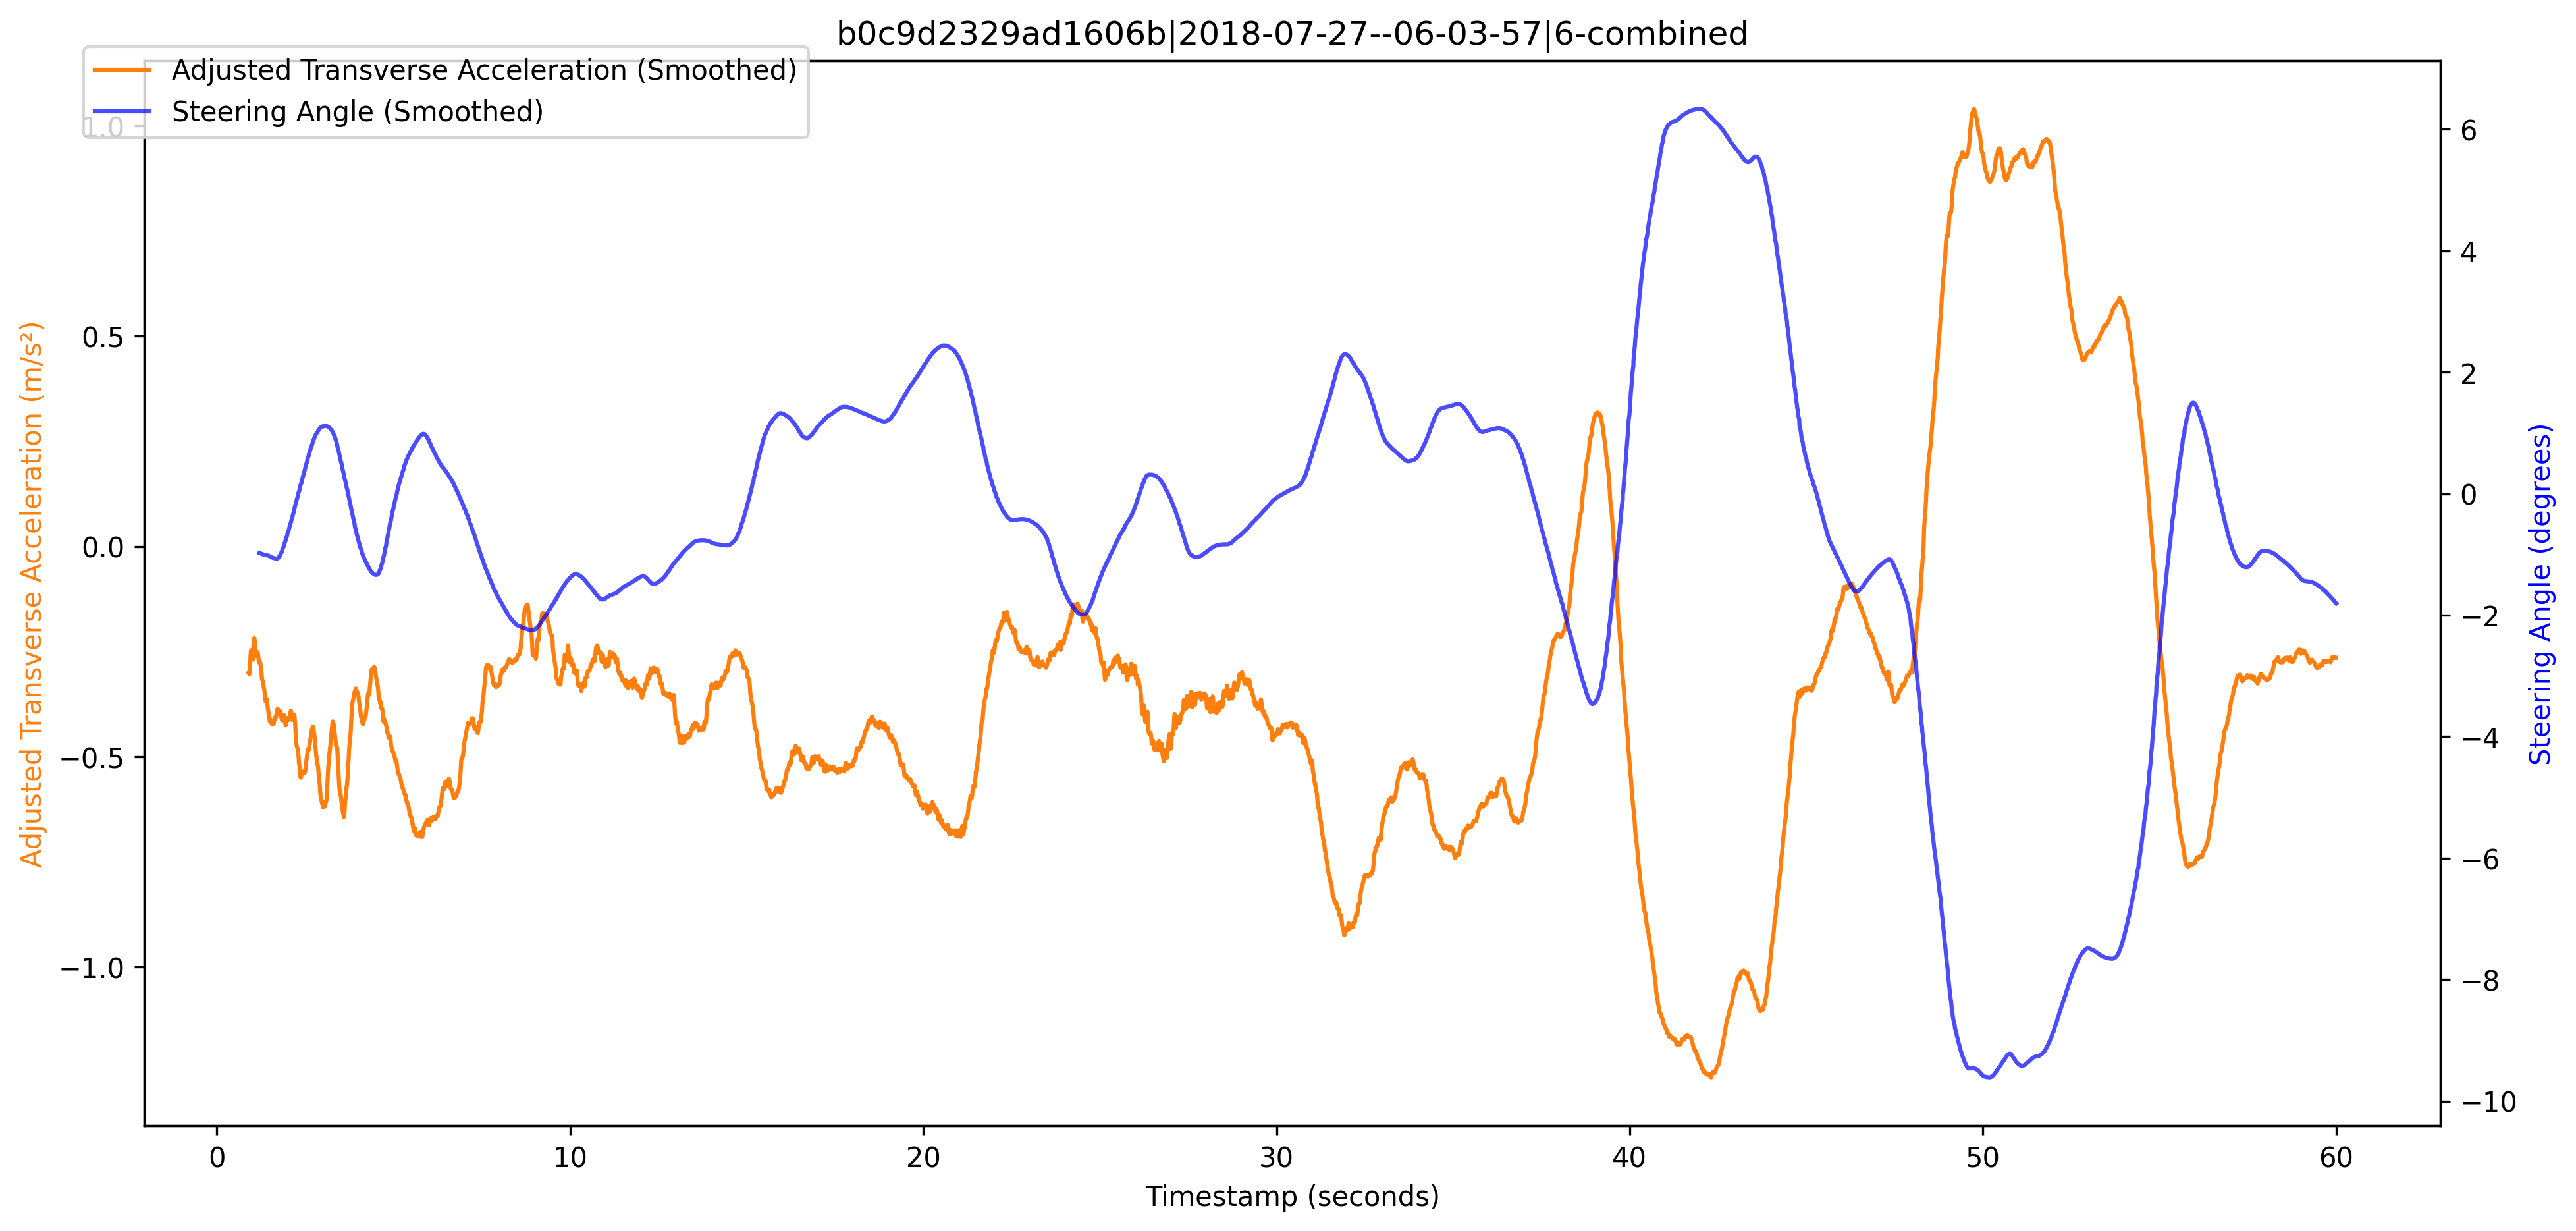 b0c9d2329ad1606b|2018-07-27--06-03-57|6-combined
Adjusted Transverse Acceleration (Smoothed)
Steering Angle (Smoothed)
1.0
0.5
0.0
−0.5
−1.0
Adjusted Transverse Acceleration (m/s²)
6
4
2
0
−2
−4
−6
−8
−10
Steering Angle (degrees)
0 10 20 30 40 50 60
Timestamp (seconds)